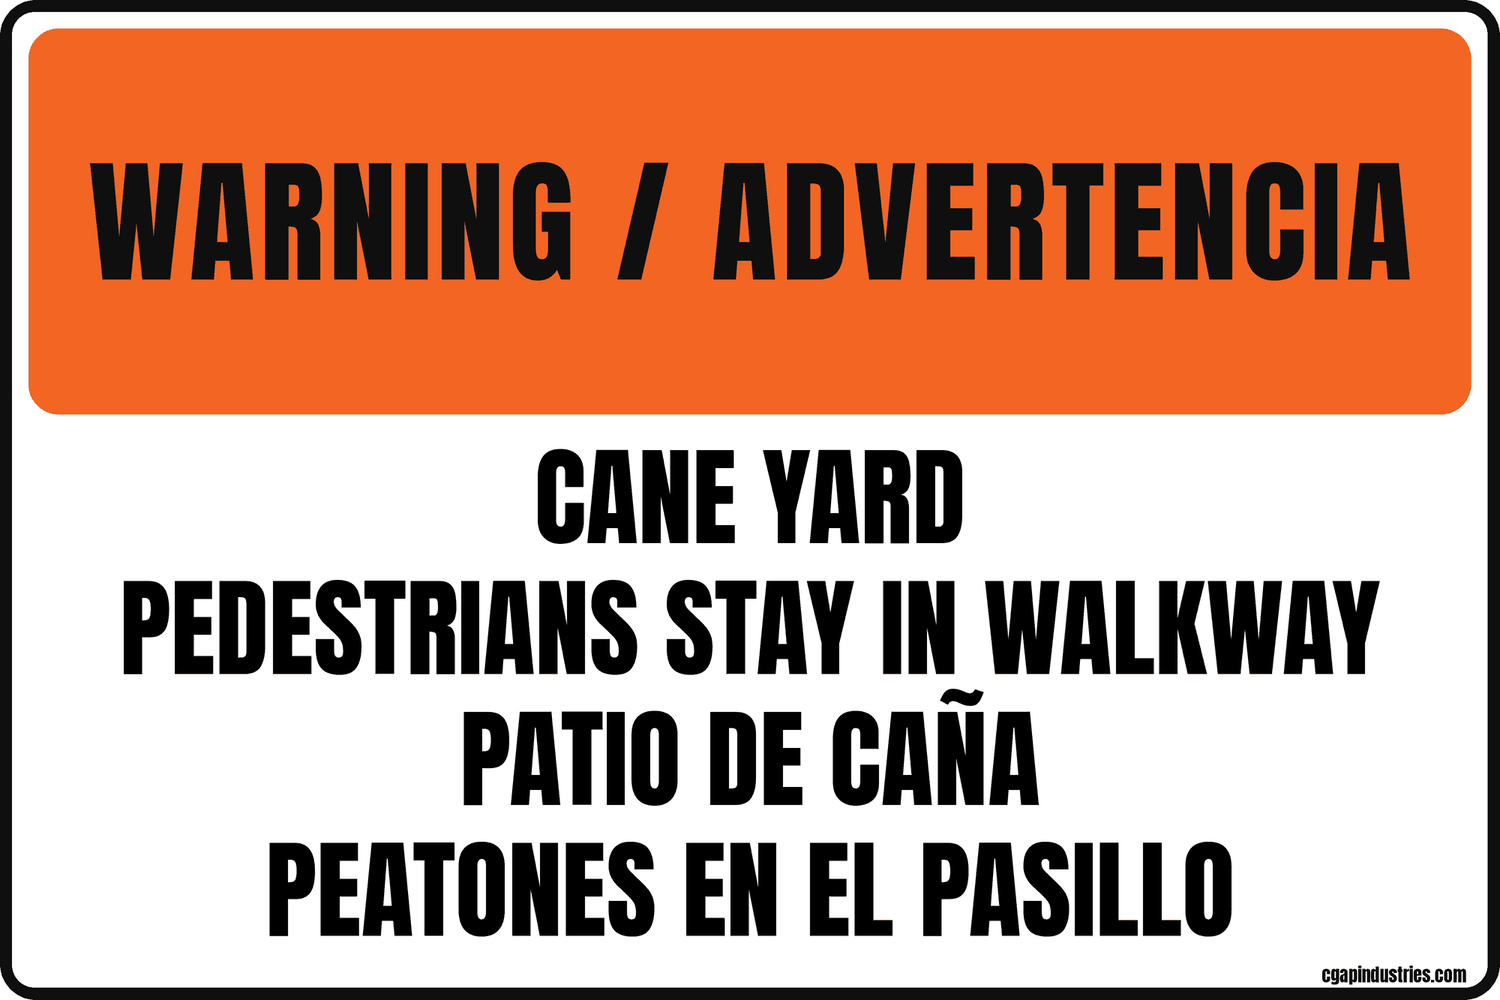 WARNING / ADVERTENCIA
CANE YARD
PEDESTRIANS STAY IN WALKWAY
PATIO DE CAÑA
PEATONES EN EL PASILLO
cgapindustries.com